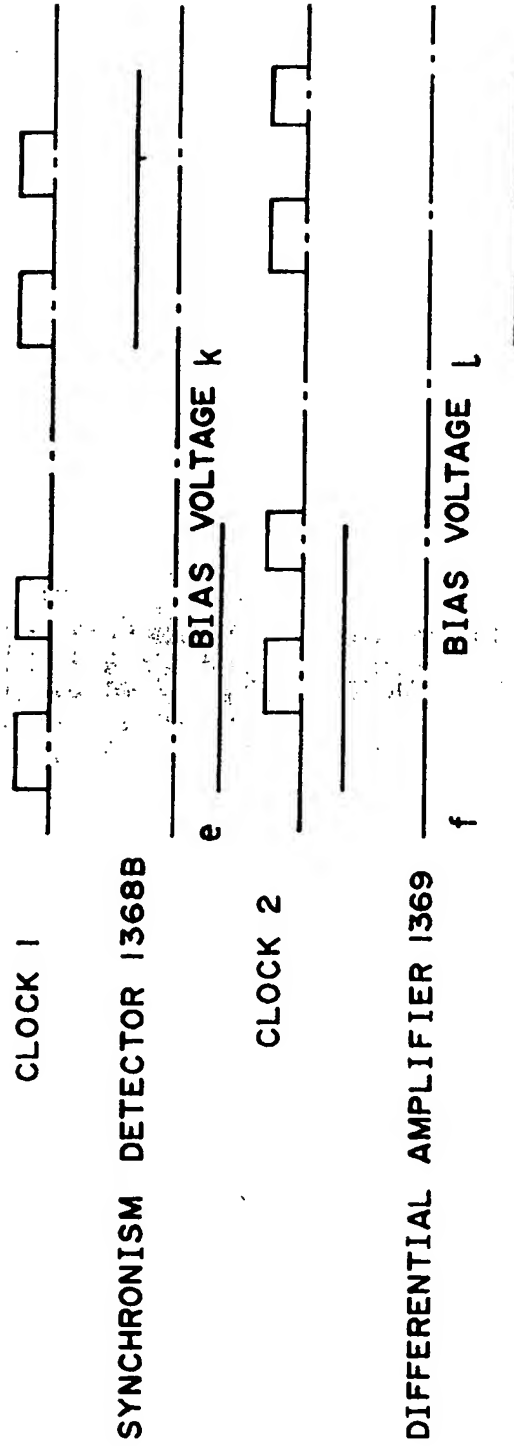 CLOCK 1
SYNCHRONISM DETECTOR 1368B
e
BIAS VOLTAGE k
CLOCK 2
DIFFERENTIAL AMPLIFIER 1369
f
BIAS VOLTAGE l